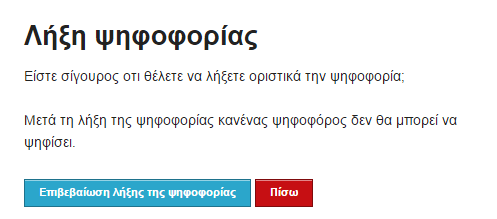 Λήξη ψηφοφορίας
Είστε σίγουρος οτι θέλετε να λήξετε οριστικά την ψηφοφορία;
Μετά τη λήξη της ψηφοφορίας κανένας ψηφοφόρος δεν θα μπορεί να
ψηφίσει.
Επιβεβαίωση λήξης της ψηφοφορίας Πίσω